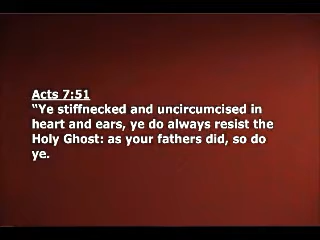 Acts 7:51
“Ye stiffnecked and uncircumcised in
heart and ears, ye do always resist the
Holy Ghost: as your fathers did, so do
ye.